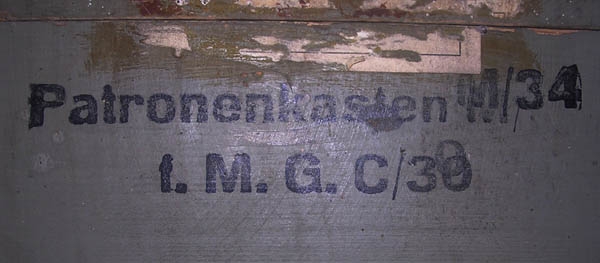 Patronenkasten M/34
f. M. G. C/30